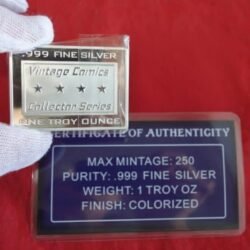 .999 FINE SILVER
Vintage Comics
Collector Series
ONE TROY OUNCE
CERTIFICATE OF AUTHENTICITY
MAX MINTAGE: 250
PURITY: .999 FINE SILVER
WEIGHT: 1 TROY OZ
FINISH: COLORIZED